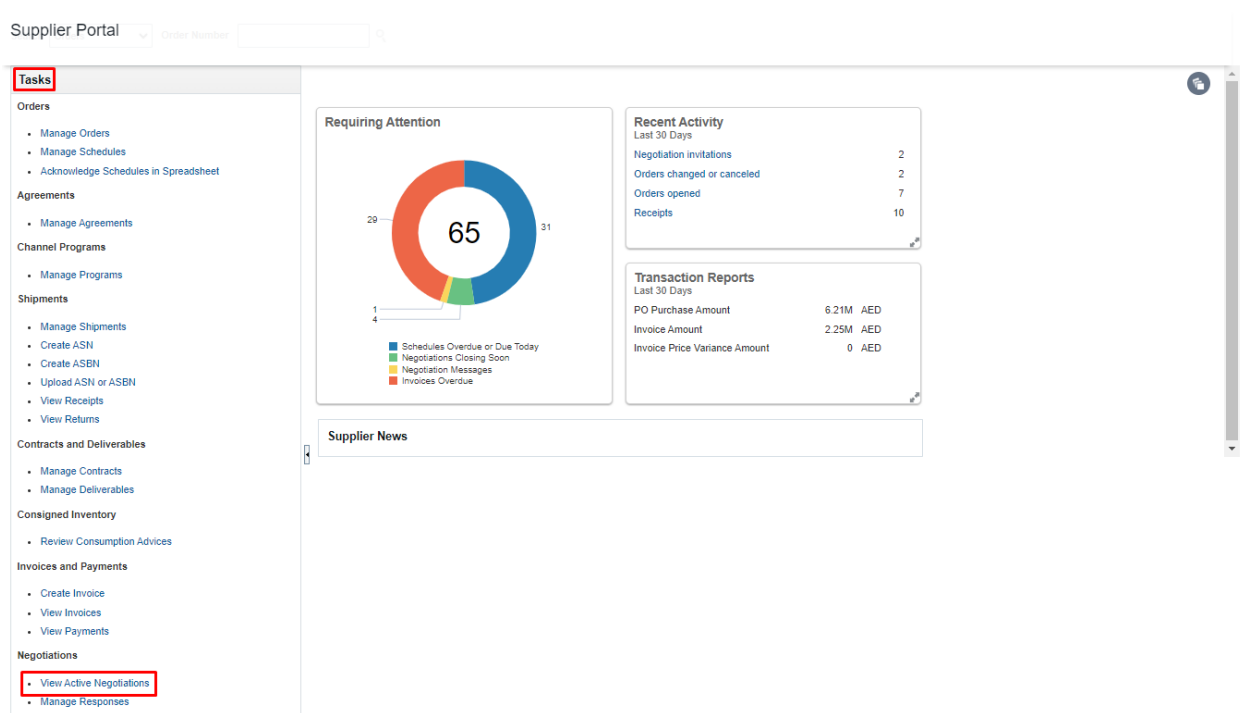 Supplier Portal
Order Number
Tasks
Orders
Manage Orders
Manage Schedules
Acknowledge Schedules in Spreadsheet
Agreements
Manage Agreements
Channel Programs
Manage Programs
Shipments
Manage Shipments
Create ASN
Create ASBN
Upload ASN or ASBN
View Receipts
View Returns
Contracts and Deliverables
Manage Contracts
Manage Deliverables
Consigned Inventory
Review Consumption Advices
Invoices and Payments
Create Invoice
View Invoices
View Payments
Negotiations
View Active Negotiations
Manage Responses
Requiring Attention
29
65
31
1
4
Schedules Overdue or Due Today
Negotiations Closing Soon
Negotiation Messages
Invoices Overdue
Recent Activity
Last 30 Days
Negotiation invitations 2
Orders changed or canceled 2
Orders opened 7
Receipts 10
Transaction Reports
Last 30 Days
PO Purchase Amount 6.21M AED
Invoice Amount 2.25M AED
Invoice Price Variance Amount 0 AED
Supplier News